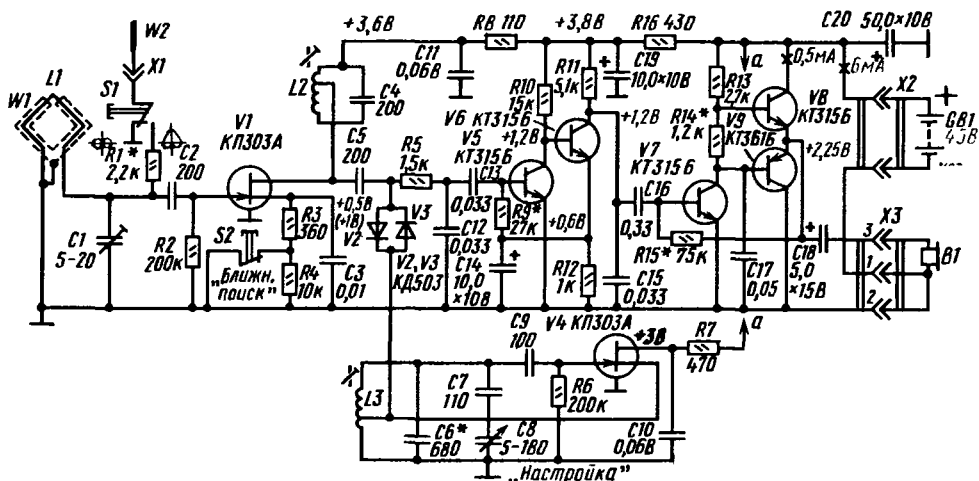 W2
X1
S1
L1
W1
R1*
2,2к
C2
200
C1
5-20
R2
200к
V1
КП303А
S2
„Ближн.
поиск"
R3
360
R4
10к
C3
0,01
+3,6В
L2
C4
200
C5
200
+0,5В
(+1В)
C11
0,068
R8 110
R5
1,5к
V3
V2
V2, V3
КД503
V5
КТ315Б
C13
0,033
C12
0,033
C14
10,0
×10В
R9*
27к
+0,6В
R10
15к
V6 КТ315Б
+1,2В
+3,8В
R11
5,1к
C19
10,0×10В
R12
1к
C15
0,033
+1,2В
R16 430
V7
КТ315Б
C16
0,33
R15* 75к
R13
2,7к
R14*
1,2к
a
0,5мА
V8
КТ315Б
V9
КТ361Б
+2,25В
C17
0,05
C18
5,0
×15В
C20 50,0×10В
6мА
X2
GB1
4,5В
X3
3
1
2
B1
a
R7
470
V4 КП303А
+3В
C9
100
C7
110
L3
C6*
680
C8
5-180
R6
200к
C10
0,068
„Настройка"